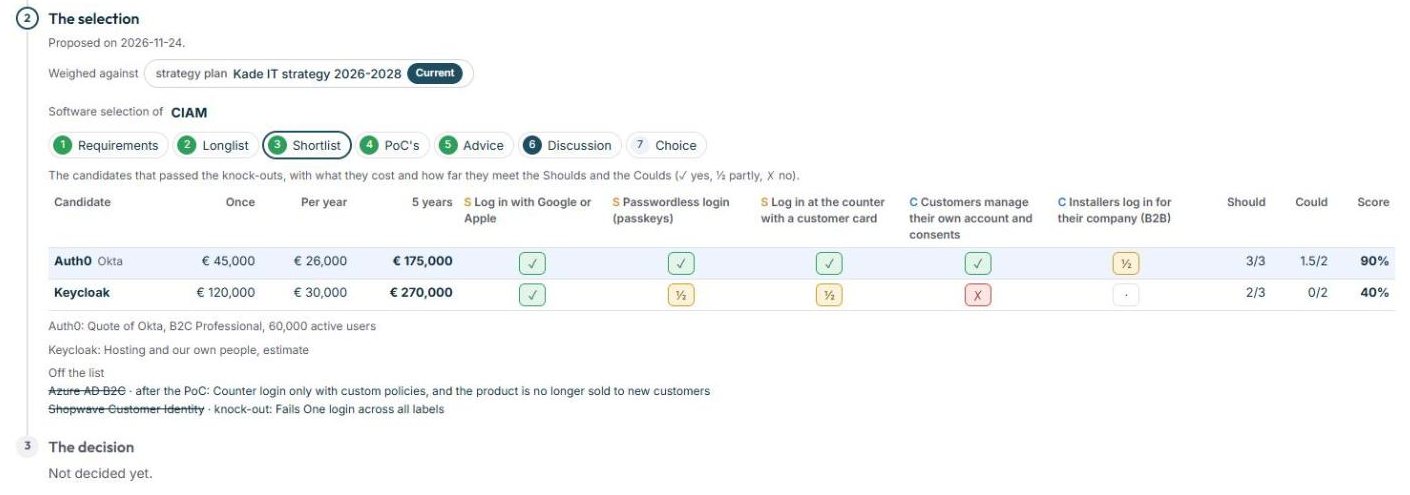 2 The selection
Proposed on 2026-11-24.
Weighed against strategy plan Kade IT strategy 2026-2028 Current
Software selection of CIAM
1 Requirements 2 Longlist 3 Shortlist 4 PoC's 5 Advice 6 Discussion 7 Choice
The candidates that passed the knock-outs, with what they cost and how far they meet the Shoulds and the Coulds (✓ yes, ½ partly, ✗ no).
Candidate Once Per year 5 years S Log in with Google or S Passwordless login S Log in at the counter C Customers manage C Installers log in for Should Could Score
Apple (passkeys) with a customer card their own account and their company (B2B)
consents
Auth0 Okta € 45,000 € 26,000 € 175,000 ✓ ✓ ✓ ✓ ½ 3/3 1.5/2 90%
Keycloak € 120,000 € 30,000 € 270,000 ✓ ½ ½ ✗ · 2/3 0/2 40%
Auth0: Quote of Okta, B2C Professional, 60,000 active users
Keycloak: Hosting and our own people, estimate
Off the list
Azure AD B2C · after the PoC: Counter login only with custom policies, and the product is no longer sold to new customers
Shopwave Customer Identity · knock-out: Fails One login across all labels
3 The decision
Not decided yet.